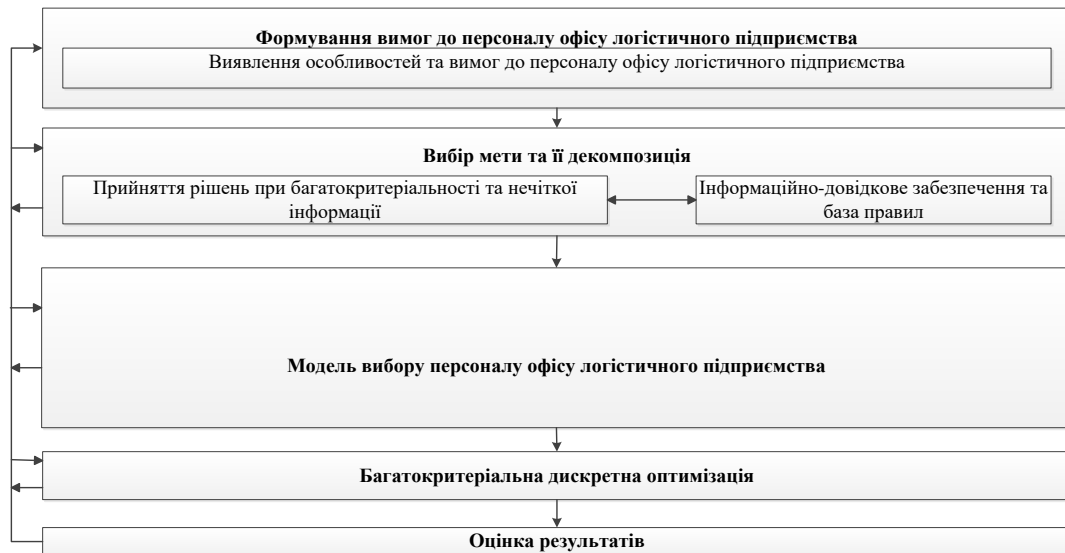 Формування вимог до персоналу офісу логістичного підприємства
Виявлення особливостей та вимог до персоналу офісу логістичного підприємства
Вибір мети та її декомпозиція
Прийняття рішень при багатокритеріальності та нечіткої
інформації
Інформаційно-довідкове забезпечення та
база правил
Модель вибору персоналу офісу логістичного підприємства
Багатокритеріальна дискретна оптимізація
Оцінка результатів